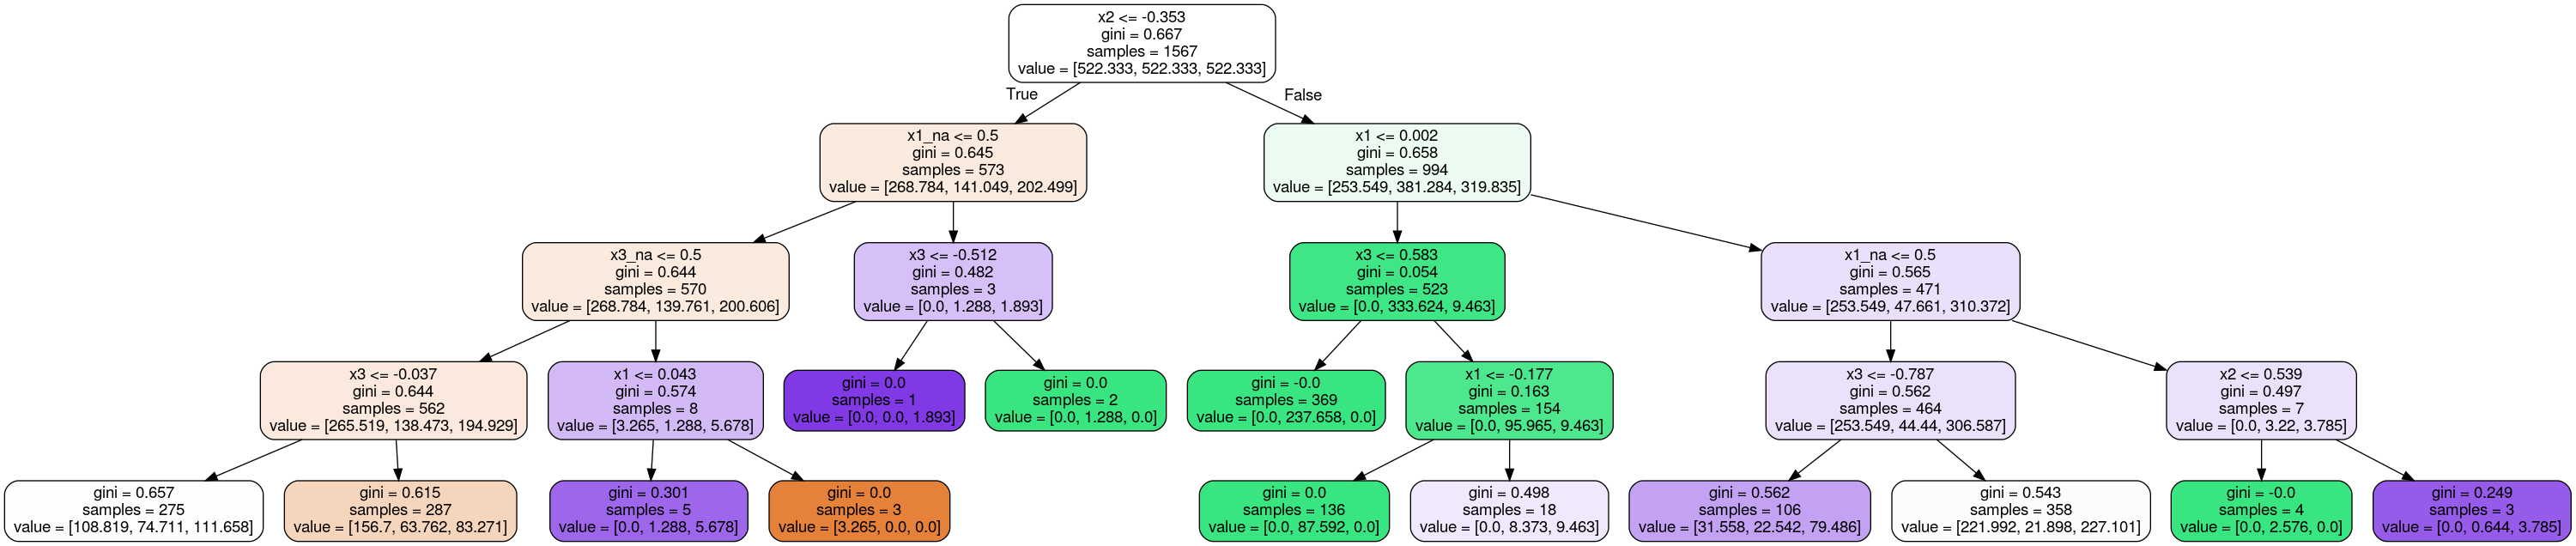 x2 <= -0.353
gini = 0.667
samples = 1567
value = [522.333, 522.333, 522.333]
True
False
x1_na <= 0.5
gini = 0.645
samples = 573
value = [268.784, 141.049, 202.499]
x1 <= 0.002
gini = 0.658
samples = 994
value = [253.549, 381.284, 319.835]
x3_na <= 0.5
gini = 0.644
samples = 570
value = [268.784, 139.761, 200.606]
x3 <= -0.512
gini = 0.482
samples = 3
value = [0.0, 1.288, 1.893]
x3 <= 0.583
gini = 0.054
samples = 523
value = [0.0, 333.624, 9.463]
x1_na <= 0.5
gini = 0.565
samples = 471
value = [253.549, 47.661, 310.372]
x3 <= -0.037
gini = 0.644
samples = 562
value = [265.519, 138.473, 194.929]
x1 <= 0.043
gini = 0.574
samples = 8
value = [3.265, 1.288, 5.678]
gini = 0.0
samples = 1
value = [0.0, 0.0, 1.893]
gini = 0.0
samples = 2
value = [0.0, 1.288, 0.0]
gini = -0.0
samples = 369
value = [0.0, 237.658, 0.0]
x1 <= -0.177
gini = 0.163
samples = 154
value = [0.0, 95.965, 9.463]
x3 <= -0.787
gini = 0.562
samples = 464
value = [253.549, 44.44, 306.587]
x2 <= 0.539
gini = 0.497
samples = 7
value = [0.0, 3.22, 3.785]
gini = 0.657
samples = 275
value = [108.819, 74.711, 111.658]
gini = 0.615
samples = 287
value = [156.7, 63.762, 83.271]
gini = 0.301
samples = 5
value = [0.0, 1.288, 5.678]
gini = 0.0
samples = 3
value = [3.265, 0.0, 0.0]
gini = 0.0
samples = 136
value = [0.0, 87.592, 0.0]
gini = 0.498
samples = 18
value = [0.0, 8.373, 9.463]
gini = 0.562
samples = 106
value = [31.558, 22.542, 79.486]
gini = 0.543
samples = 358
value = [221.992, 21.898, 227.101]
gini = -0.0
samples = 4
value = [0.0, 2.576, 0.0]
gini = 0.249
samples = 3
value = [0.0, 0.644, 3.785]